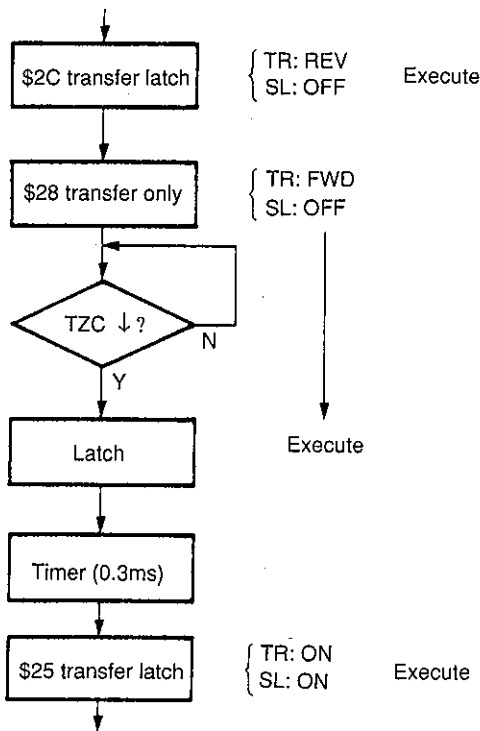 $2C transfer latch
TR: REV
SL: OFF
Execute
$28 transfer only
TR: FWD
SL: OFF
TZC ↓ ?
N
Y
Latch
Execute
Timer (0.3ms)
$25 transfer latch
TR: ON
SL: ON
Execute